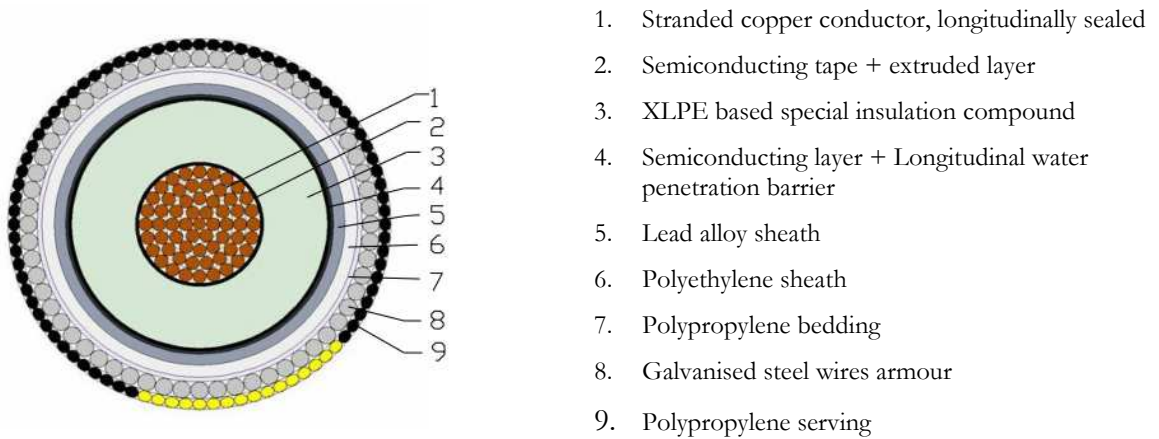 1
2
3
4
5
6
7
8
9
1. Stranded copper conductor, longitudinally sealed
2. Semiconducting tape + extruded layer
3. XLPE based special insulation compound
4. Semiconducting layer + Longitudinal water
penetration barrier
5. Lead alloy sheath
6. Polyethylene sheath
7. Polypropylene bedding
8. Galvanised steel wires armour
9. Polypropylene serving